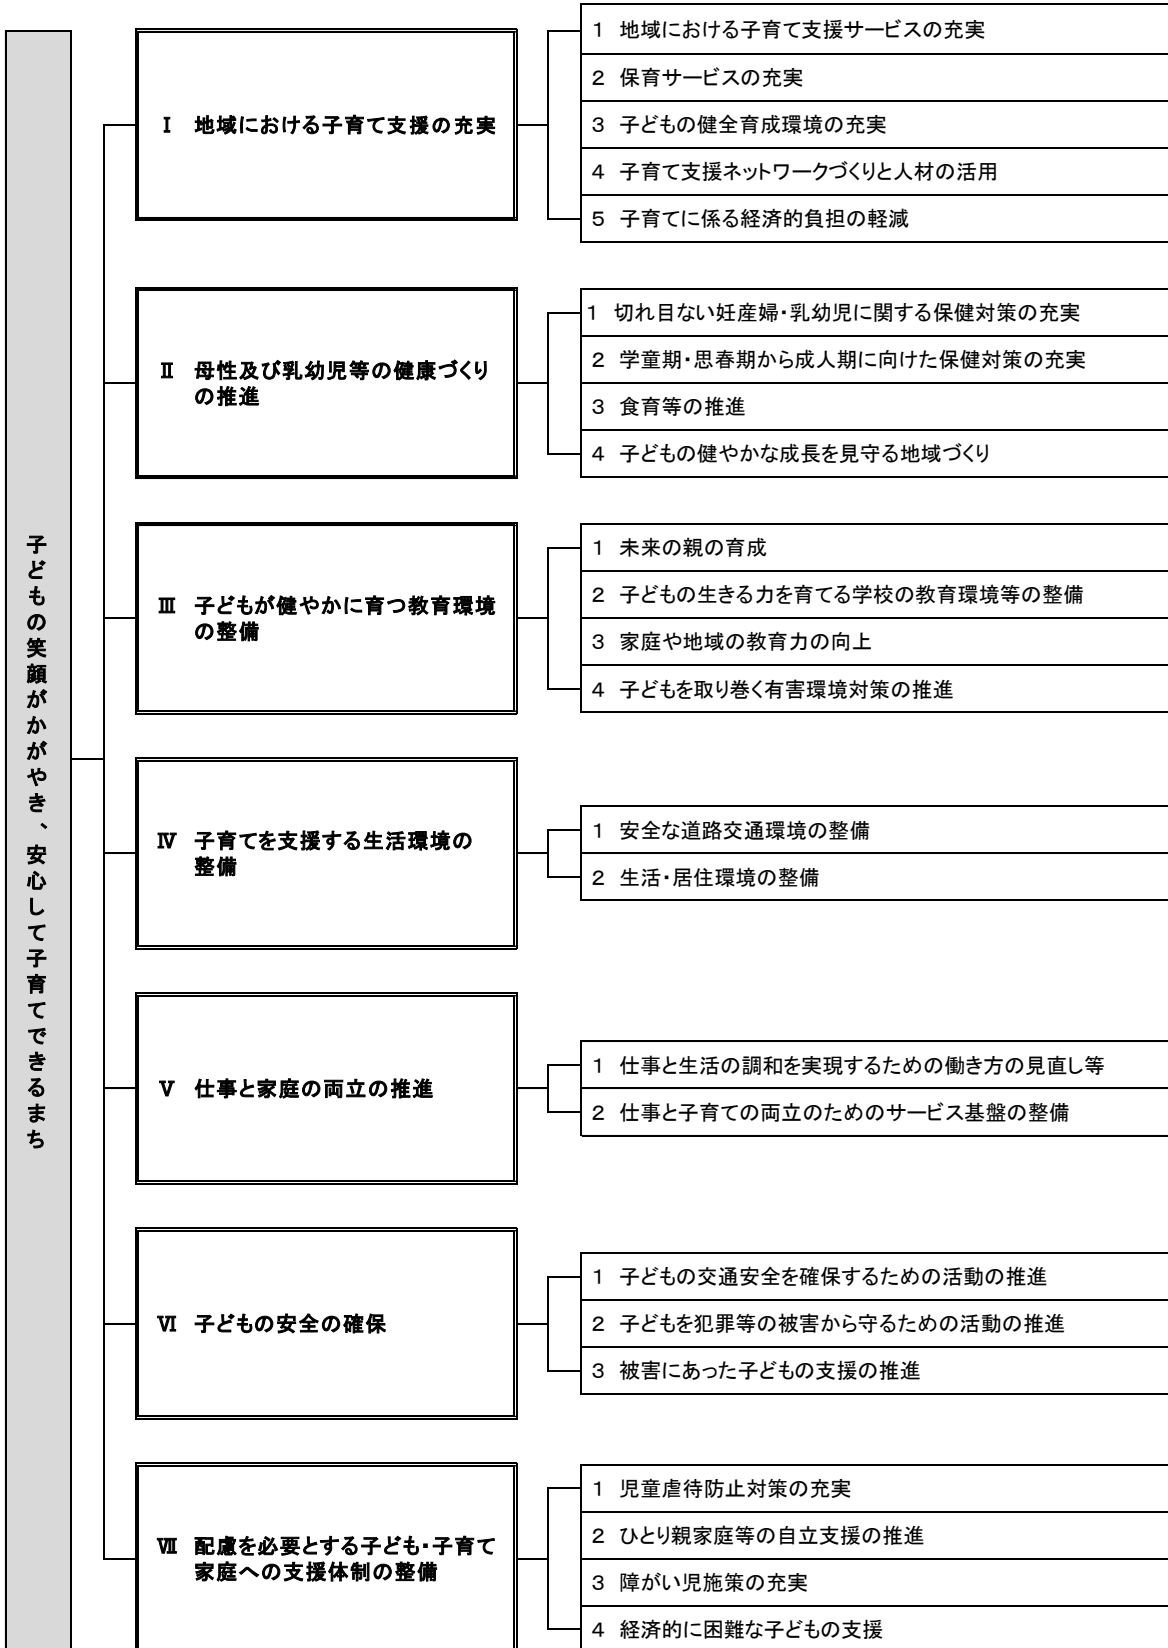 子どもの笑顔がかがやき、安心して子育てできるまち
Ⅰ 地域における子育て支援の充実
1 地域における子育て支援サービスの充実
2 保育サービスの充実
3 子どもの健全育成環境の充実
4 子育て支援ネットワークづくりと人材の活用
5 子育てに係る経済的負担の軽減
Ⅱ 母性及び乳幼児等の健康づくり
の推進
1 切れ目ない妊産婦・乳幼児に関する保健対策の充実
2 学童期・思春期から成人期に向けた保健対策の充実
3 食育等の推進
4 子どもの健やかな成長を見守る地域づくり
Ⅲ 子どもが健やかに育つ教育環境
の整備
1 未来の親の育成
2 子どもの生きる力を育てる学校の教育環境等の整備
3 家庭や地域の教育力の向上
4 子どもを取り巻く有害環境対策の推進
Ⅳ 子育てを支援する生活環境の
整備
1 安全な道路交通環境の整備
2 生活・居住環境の整備
Ⅴ 仕事と家庭の両立の推進
1 仕事と生活の調和を実現するための働き方の見直し等
2 仕事と子育ての両立のためのサービス基盤の整備
Ⅵ 子どもの安全の確保
1 子どもの交通安全を確保するための活動の推進
2 子どもを犯罪等の被害から守るための活動の推進
3 被害にあった子どもの支援の推進
Ⅶ 配慮を必要とする子ども・子育て
家庭への支援体制の整備
1 児童虐待防止対策の充実
2 ひとり親家庭等の自立支援の推進
3 障がい児施策の充実
4 経済的に困難な子どもの支援